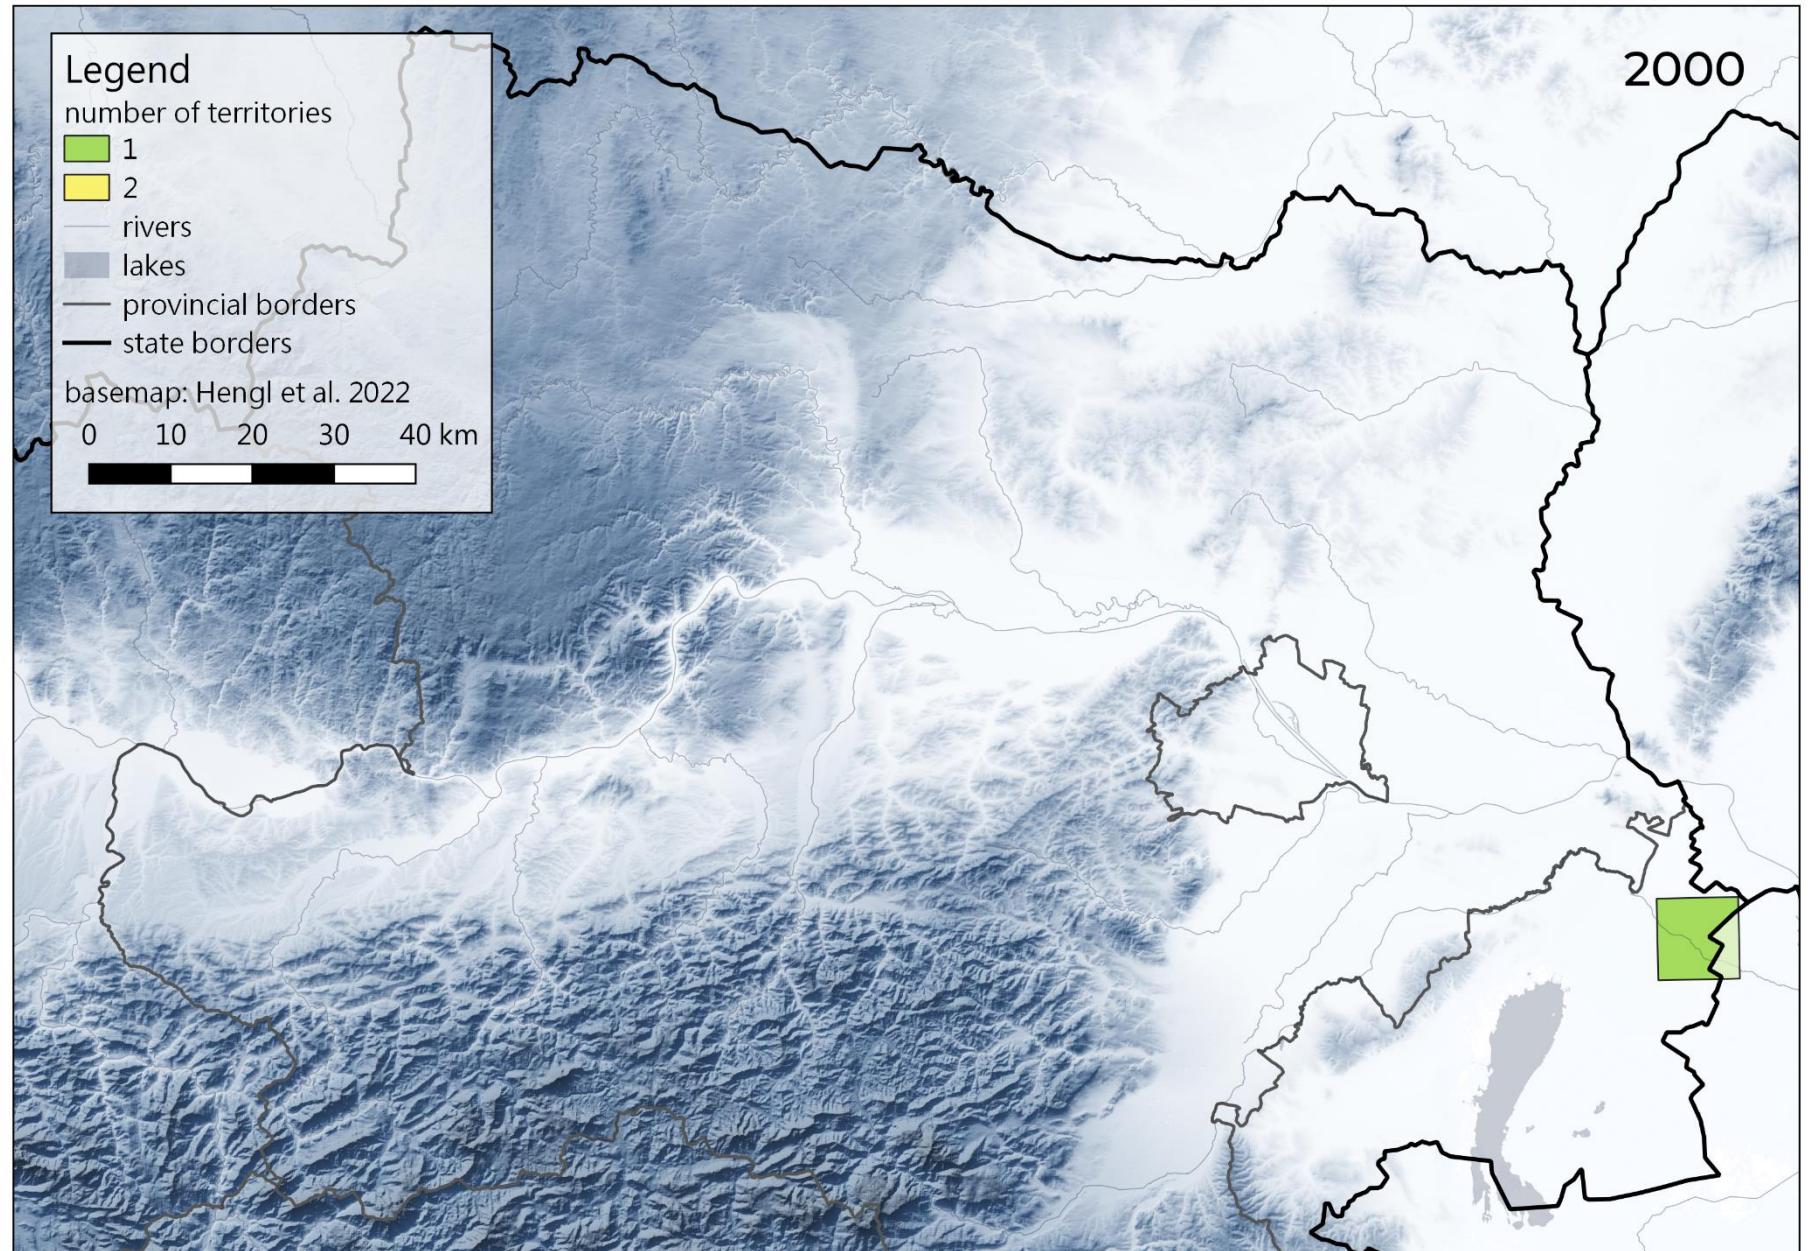 Legend
number of territories
1
2
rivers
lakes
provincial borders
state borders
basemap: Hengl et al. 2022
0 10 20 30 40 km
2000